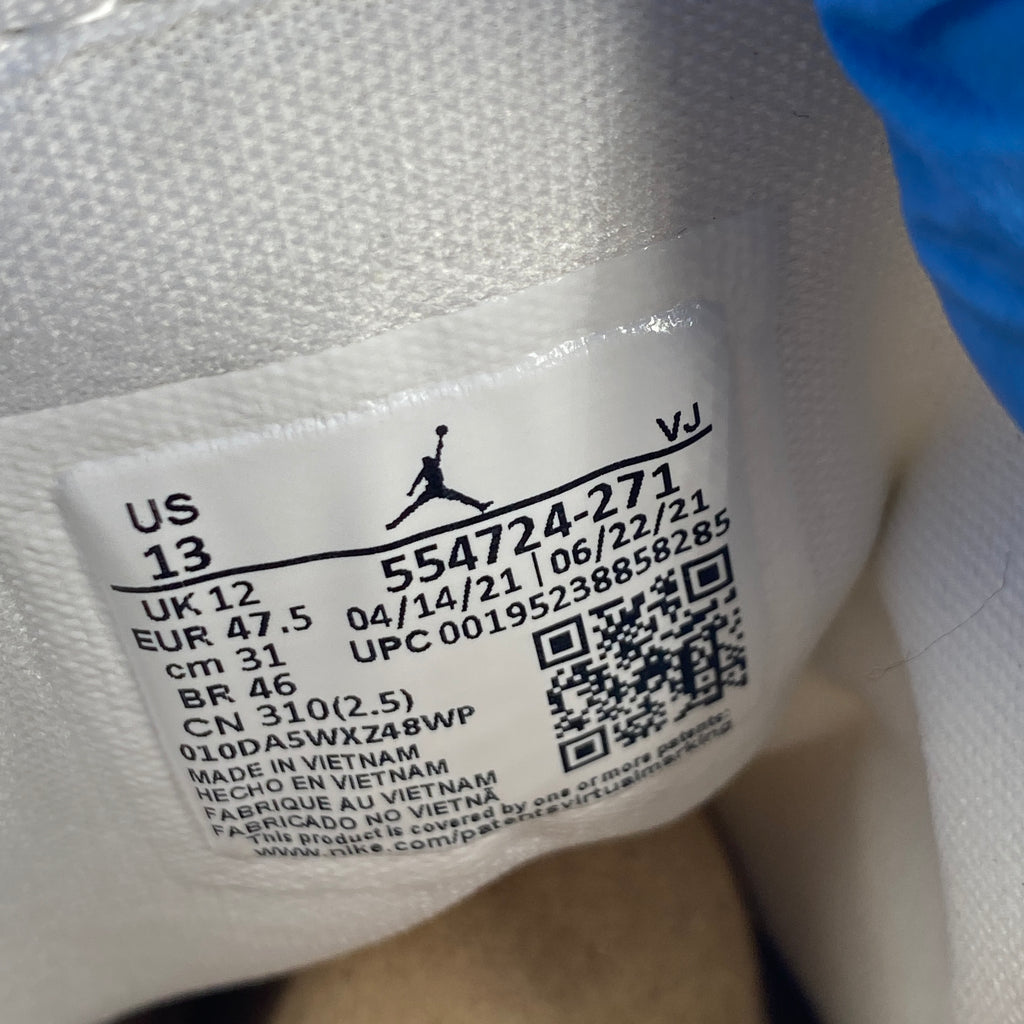 US
13
VJ
554724-271
04/14/21 | 06/22/21
UPC 00195238858285
UK 12
EUR 47.5
cm 31
BR 46
CN 310(2.5)
010DA5WXZ48WP
MADE IN VIETNAM
HECHO EN VIETNAM
FABRIQUE AU VIETNAM
FABRICADO NO VIETNÃ
This product is covered by one or more patents:
www.nike.com/patentsvirtualmarking